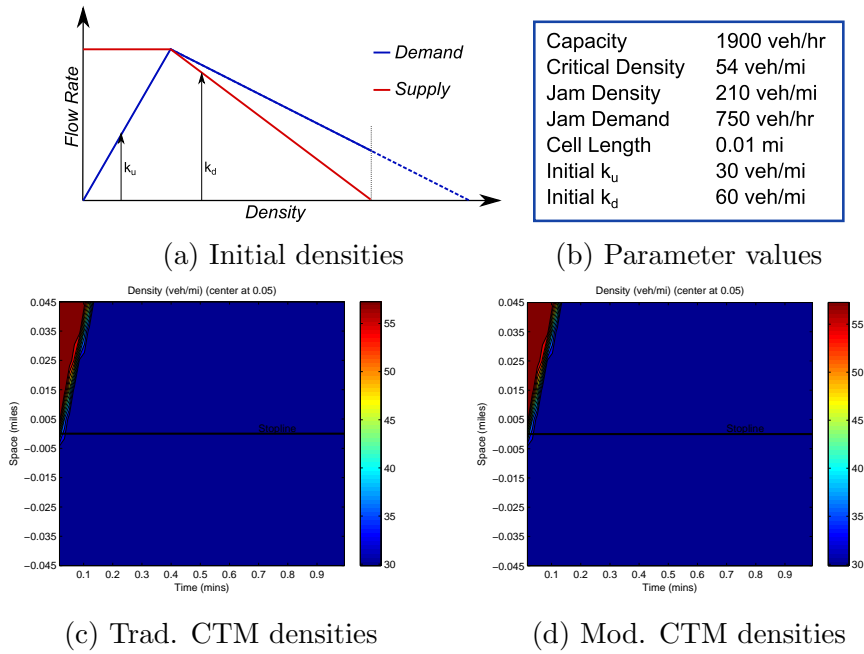 Flow Rate
Demand
Supply
k_u
k_d
Density
Capacity 1900 veh/hr
Critical Density 54 veh/mi
Jam Density 210 veh/mi
Jam Demand 750 veh/hr
Cell Length 0.01 mi
Initial k_u 30 veh/mi
Initial k_d 60 veh/mi
(a) Initial densities
(b) Parameter values
Density (veh/mi) (center at 0.05)
Space (miles)
0.045
0.035
0.025
0.015
0.005
−0.005
−0.015
−0.025
−0.035
−0.045
Stopline
0.1 0.2 0.3 0.4 0.5 0.6 0.7 0.8 0.9
Time (mins)
55
50
45
40
35
30
(c) Trad. CTM densities
Density (veh/mi) (center at 0.05)
Space (miles)
0.045
0.035
0.025
0.015
0.005
−0.005
−0.015
−0.025
−0.035
−0.045
Stopline
0.1 0.2 0.3 0.4 0.5 0.6 0.7 0.8 0.9
Time (mins)
55
50
45
40
35
30
(d) Mod. CTM densities